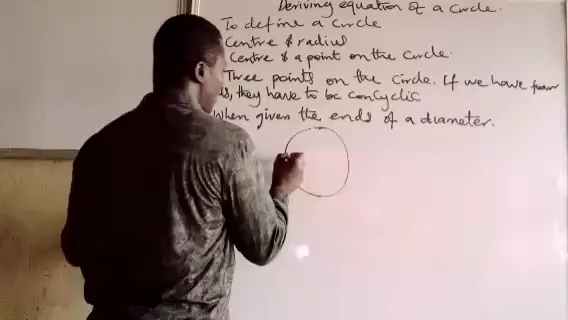 Deriving equation of a circle.
To define a circle
Centre & radius
Centre & a point on the circle.
Three points on the circle. If we have four
they have to be concyclic
When given the ends of a diameter.